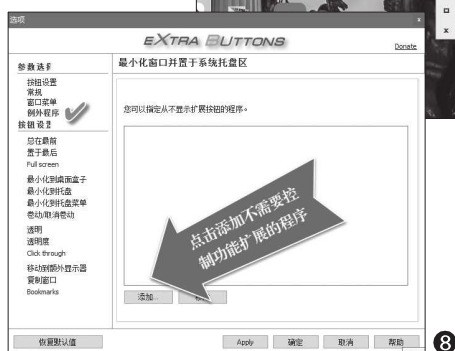 选项
x
EXTRA BUTTONS
Donate
参数选择
按钮设置
常规
窗口菜单
例外程序
按钮设置
总在最前
置于最后
Full screen
最小化到桌面盒子
最小化到托盘
最小化到托盘菜单
卷动/取消卷动
透明
透明度
Click through
移动到额外显示器
复制窗口
Bookmarks
最小化窗口并置于系统托盘区
您可以指定从不显示扩展按钮的程序。
点击添加不需要控
制功能扩展的程序
添加...
恢复默认值
Apply
确定
取消
帮助
8